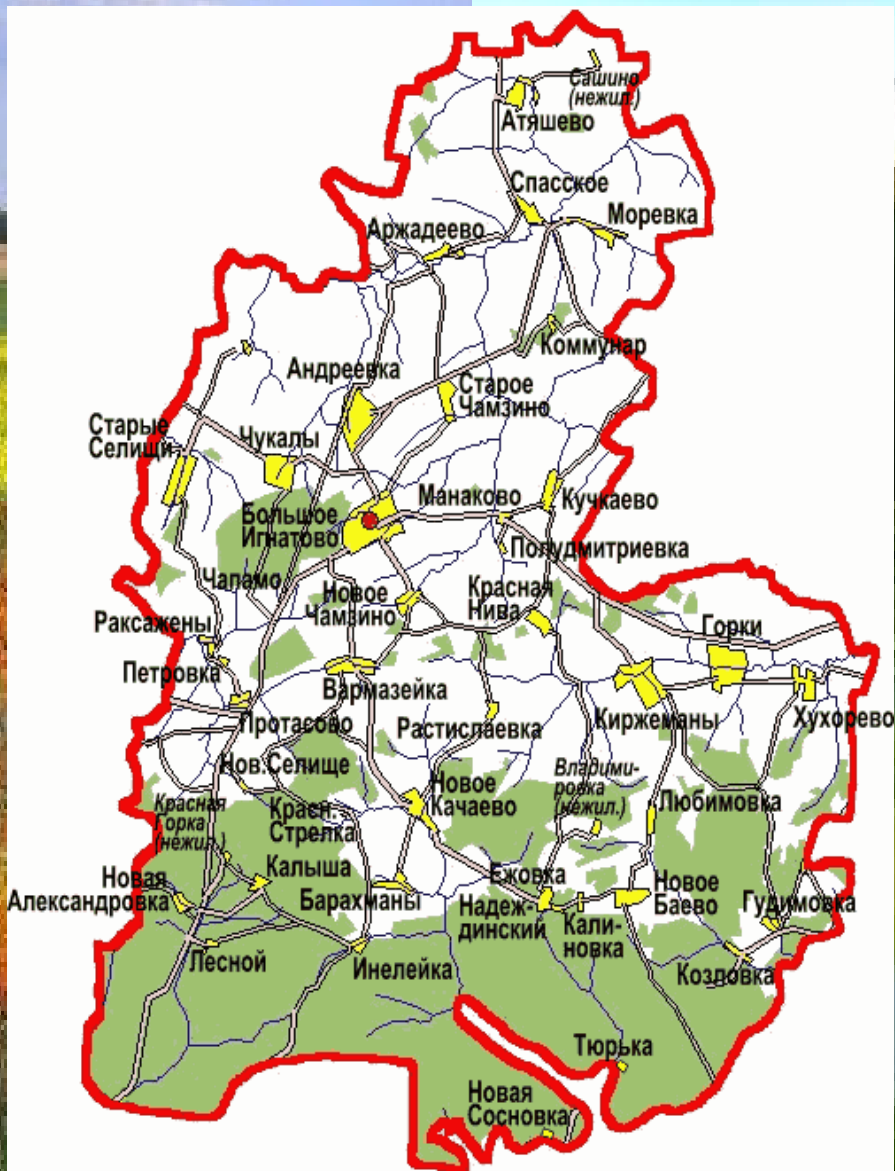 Сашино
(нежил.)
Атяшево
Спасское
Моревка
Аржадеево
Коммунар
Андреевка
Старое
Чамзино
Старые
Селищи
Чукалы
Манаково
Кучкаево
Большое
Игнатово
Полудмитриевка
Чапамо
Новое
Чамзино
Красная
Нива
Раксажены
Горки
Петровка
Вармазейка
Протасово
Растислаевка
Киржеманы
Хухорево
Нов.Селище
Владими-
ровка
(нежил.)
Новое
Качаево
Любимовка
Красная
Горка
(нежил.)
Красн.
Стрелка
Калыша
Ежовка
Новая
Александровка
Барахманы
Надеж-
динский
Кали-
новка
Новое
Баево
Гудимовка
Лесной
Инелейка
Козловка
Тюрька
Новая
Сосновка